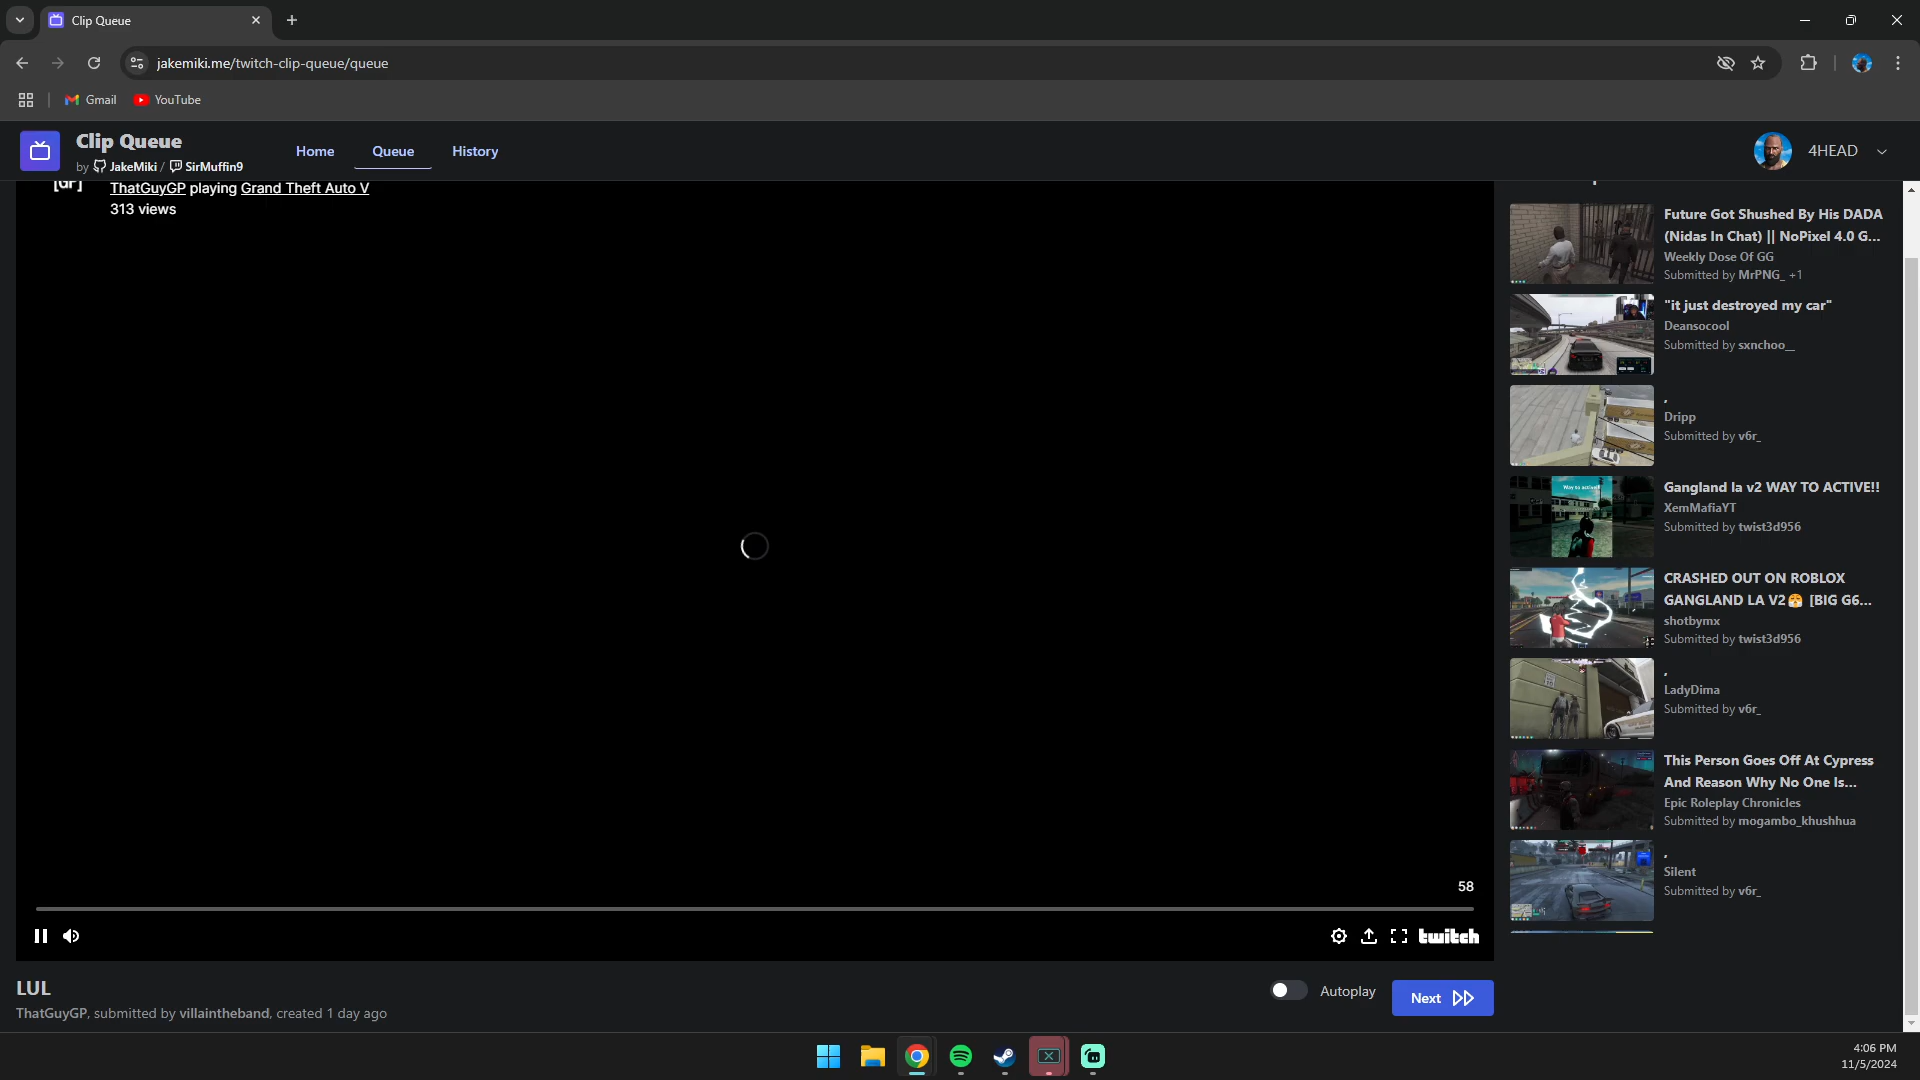 Clip Queue
jakemiki.me/twitch-clip-queue/queue
Gmail
YouTube
Clip Queue
by JakeMiki / SirMuffin9
Home
Queue
History
4HEAD
[GP]
ThatGuyGP playing Grand Theft Auto V
313 views
58
twitch
LUL
ThatGuyGP, submitted by villaintheband, created 1 day ago
Autoplay
Next
Future Got Shushed By His DADA
(Nidas In Chat) || NoPixel 4.0 G...
Weekly Dose Of GG
Submitted by MrPNG_ +1
"it just destroyed my car"
Deansocool
Submitted by sxnchoo__
,
Dripp
Submitted by v6r_
Way to active!!
Gangland la v2 WAY TO ACTIVE!!
XemMafiaYT
Submitted by twist3d956
CRASHED OUT ON ROBLOX
GANGLAND LA V2😤 [BIG G6...
shotbymx
Submitted by twist3d956
,
LadyDima
Submitted by v6r_
This Person Goes Off At Cypress
And Reason Why No One Is...
Epic Roleplay Chronicles
Submitted by mogambo_khushhua
,
Silent
Submitted by v6r_
4:06 PM
11/5/2024